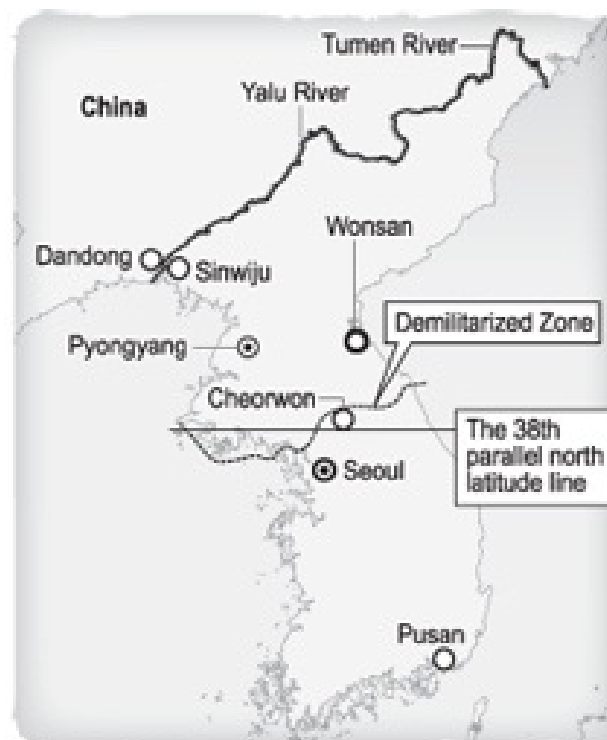 Tumen River
China
Yalu River
Wonsan
Dandong
Sinwiju
Demilitarized Zone
Pyongyang
Cheorwon
The 38th
parallel north
latitude line
Seoul
Pusan